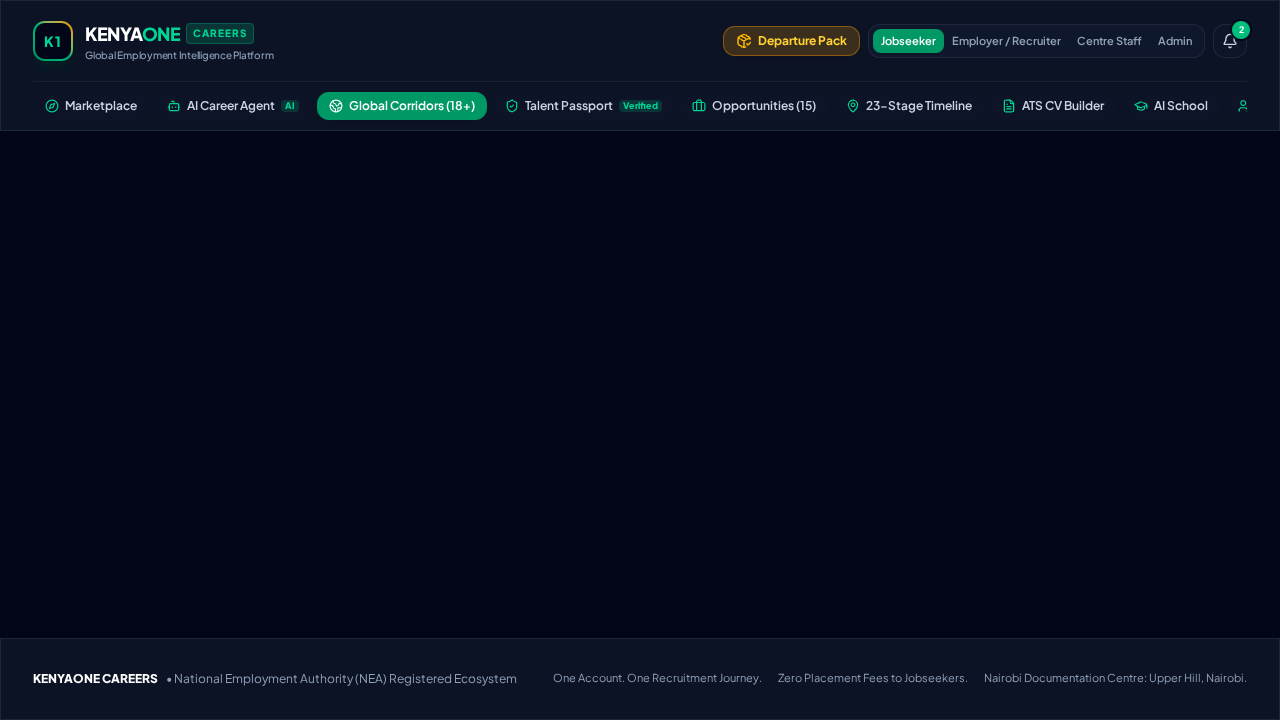 K1
KENYAONE CAREERS
Global Employment Intelligence Platform
Departure Pack
Jobseeker Employer / Recruiter Centre Staff Admin
2
Marketplace AI Career Agent AI Global Corridors (18+) Talent Passport Verified Opportunities (15) 23-Stage Timeline ATS CV Builder AI School
KENYAONE CAREERS • National Employment Authority (NEA) Registered Ecosystem
One Account. One Recruitment Journey. Zero Placement Fees to Jobseekers. Nairobi Documentation Centre: Upper Hill, Nairobi.